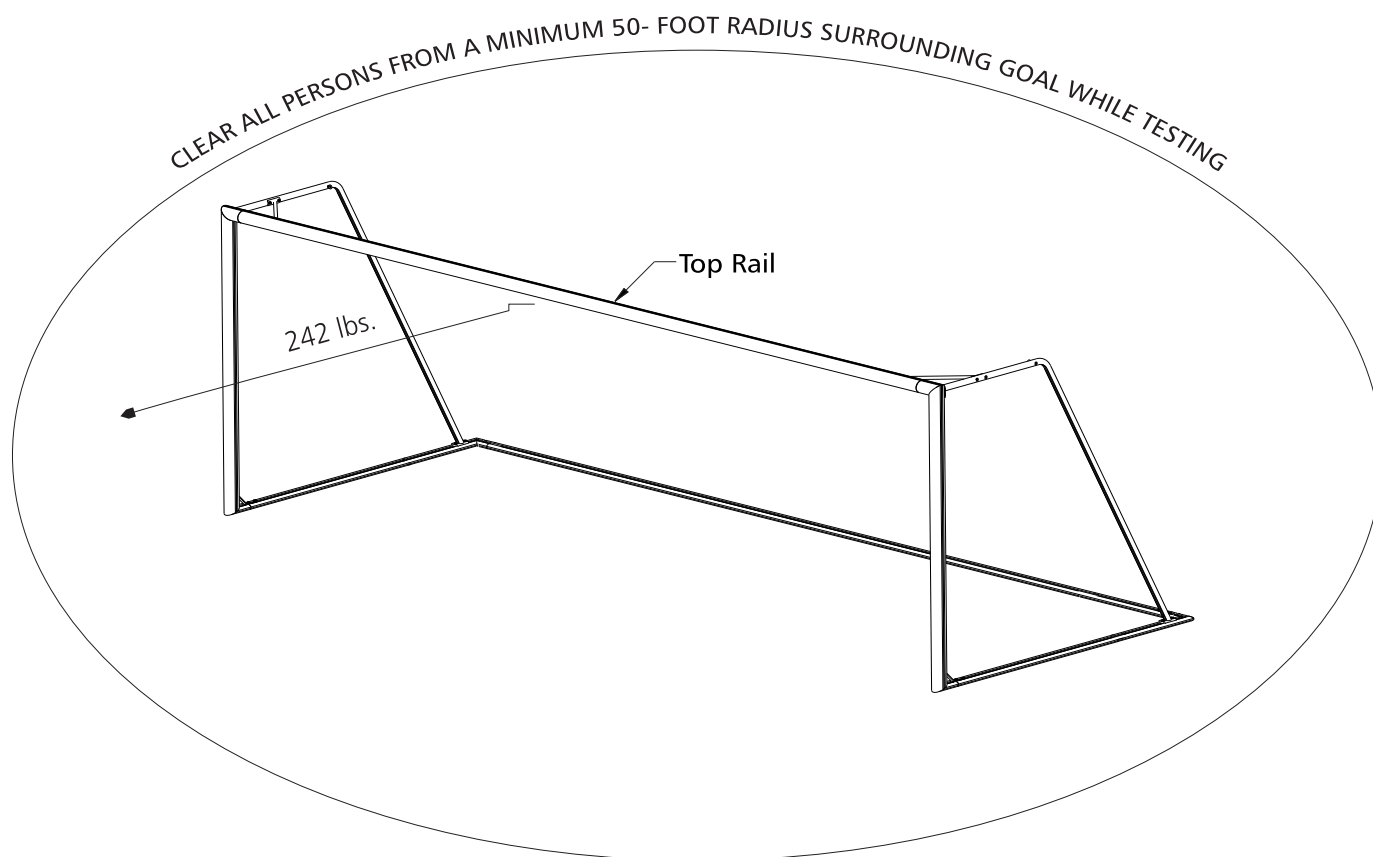 CLEAR ALL PERSONS FROM A MINIMUM 50- FOOT RADIUS SURROUNDING GOAL WHILE TESTING
Top Rail
242 lbs.